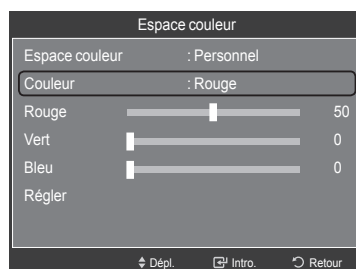 Espace couleur
Espace couleur : Personnel
Couleur : Rouge
Rouge 50
Vert 0
Bleu 0
Régler
Dépl. Intro. Retour